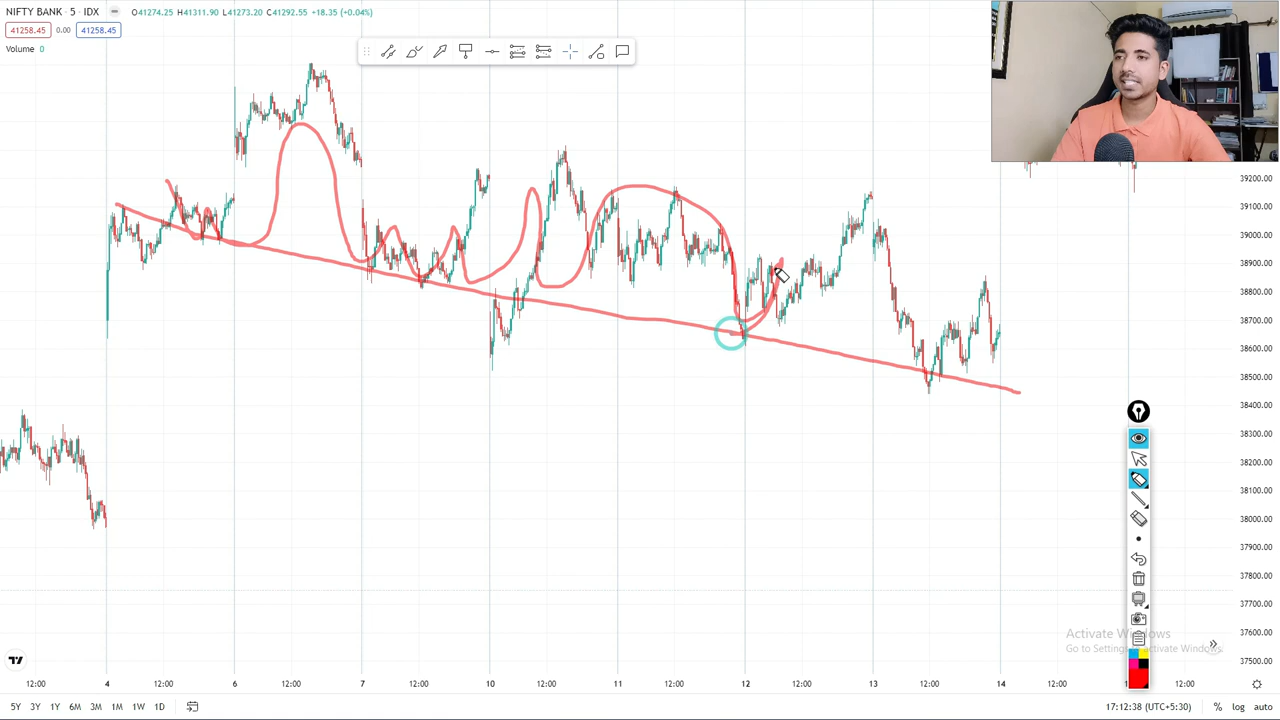 NIFTY BANK · 5 · IDX O41274.25 H41311.90 L41273.20 C41292.55 +18.35 (+0.04%)
41258.45 0.00 41258.45
Volume 0
39200.00
39100.00
39000.00
38900.00
38800.00
38700.00
38600.00
38500.00
38400.00
38300.00
38200.00
38100.00
38000.00
37900.00
37800.00
37700.00
37600.00
37500.00
Activate Windows
Go to Settings to activate Windows.
12:00 4 12:00 6 12:00 7 12:00 10 12:00 11 12:00 12 12:00 13 12:00 14 12:00 12:00
5Y 3Y 1Y 6M 3M 1M 1W 1D 17:12:38 (UTC+5:30) % log auto